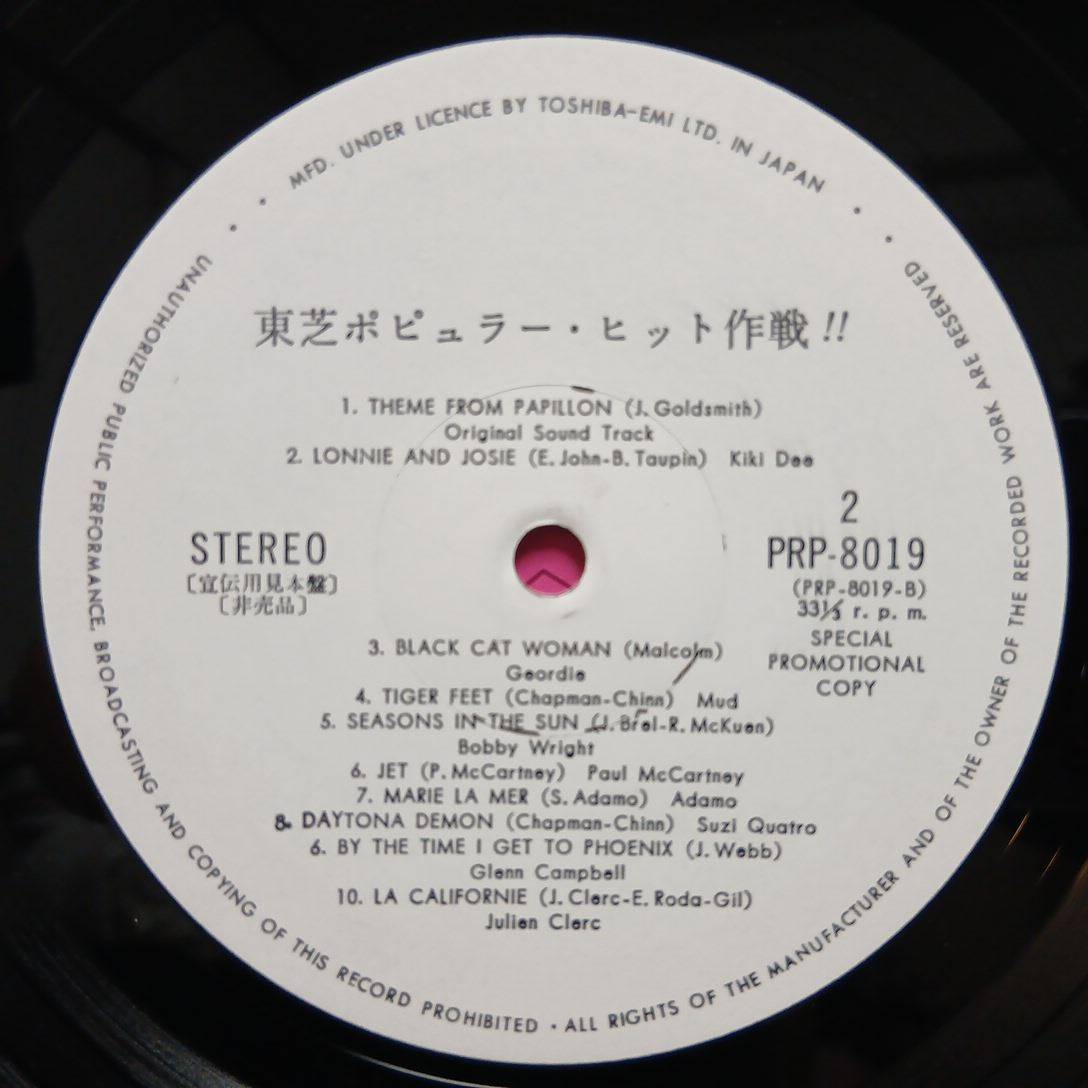 MFD. UNDER LICENCE BY TOSHIBA-EMI LTD. IN JAPAN
東芝ポピュラー・ヒット作戦!!
1. THEME FROM PAPILLON (J. Goldsmith)
Original Sound Track
2. LONNIE AND JOSIE (E. John-B. Taupin) Kiki Dee
STEREO
〔宣伝用見本盤〕
〔非売品〕
2
PRP-8019
(PRP-8019-B)
33⅓ r. p. m.
SPECIAL
PROMOTIONAL
COPY
3. BLACK CAT WOMAN (Malcolm)
Geordie
4. TIGER FEET (Chapman-Chinn) Mud
5. SEASONS IN THE SUN (J. Brel-R. McKuen)
Bobby Wright
6. JET (P. McCartney) Paul McCartney
7. MARIE LA MER (S. Adamo) Adamo
8. DAYTONA DEMON (Chapman-Chinn) Suzi Quatro
6. BY THE TIME I GET TO PHOENIX (J. Webb)
Glenn Campbell
10. LA CALIFORNIE (J. Clerc-E. Roda-Gil)
Julien Clerc
UNAUTHORIZED PUBLIC PERFORMANCE, BROADCASTING AND COPYING OF THIS RECORD PROHIBITED · ALL RIGHTS OF THE MANUFACTURER AND OF THE OWNER OF THE RECORDED WORK ARE RESERVED